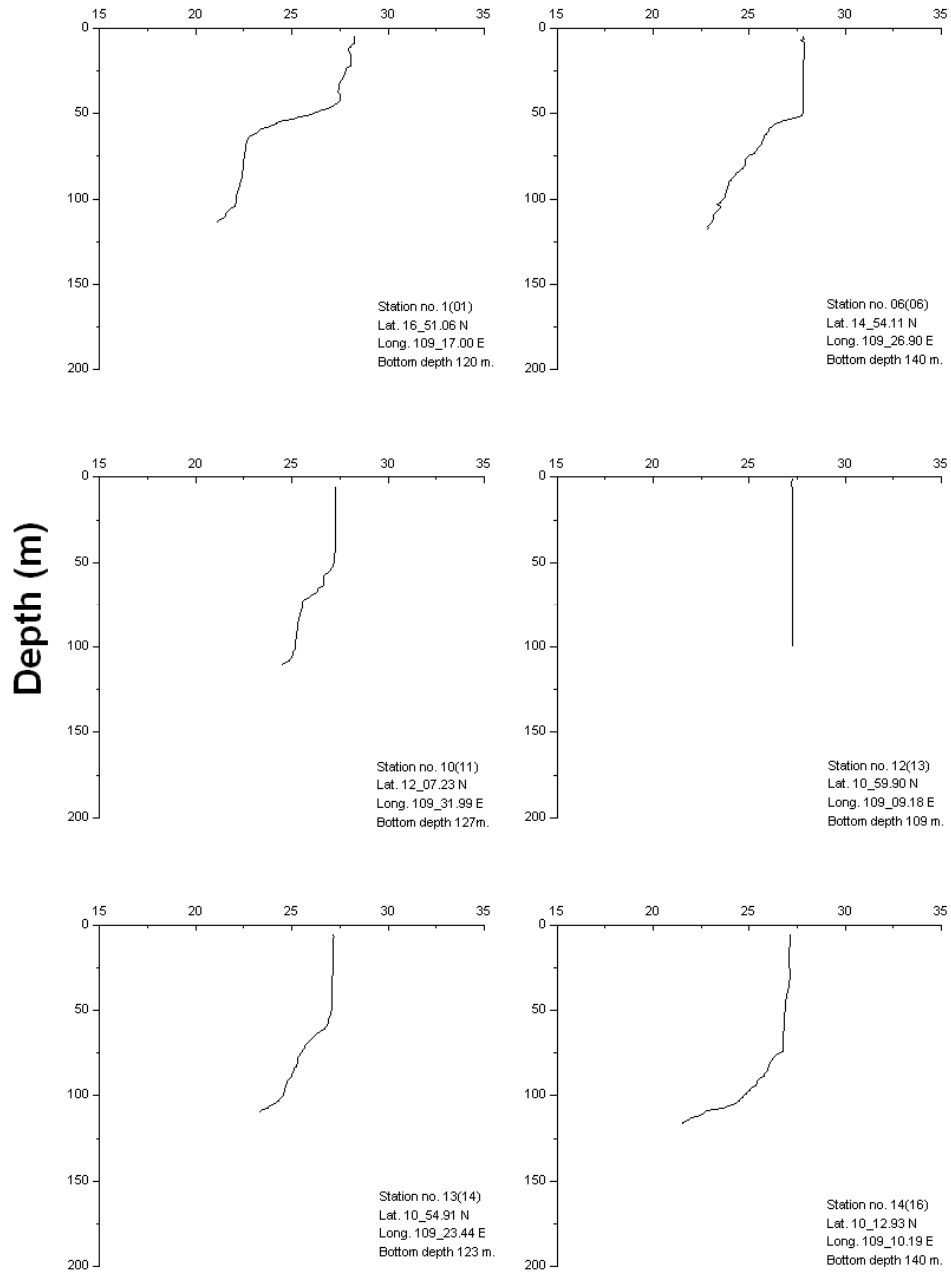 15 20 25 30 35
0
50
100
150
200
Station no. 1(01)
Lat. 16_51.06 N
Long. 109_17.00 E
Bottom depth 120 m.
15 20 25 30 35
0
50
100
150
200
Station no. 06(06)
Lat. 14_54.11 N
Long. 109_26.90 E
Bottom depth 140 m.
Depth (m)
15 20 25 30 35
0
50
100
150
200
Station no. 10(11)
Lat. 12_07.23 N
Long. 109_31.99 E
Bottom depth 127m.
15 20 25 30 35
0
50
100
150
200
Station no. 12(13)
Lat. 10_59.90 N
Long. 109_09.18 E
Bottom depth 109 m.
15 20 25 30 35
0
50
100
150
200
Station no. 13(14)
Lat. 10_54.91 N
Long. 109_23.44 E
Bottom depth 123 m.
15 20 25 30 35
0
50
100
150
200
Station no. 14(16)
Lat. 10_12.93 N
Long. 109_10.19 E
Bottom depth 140 m.